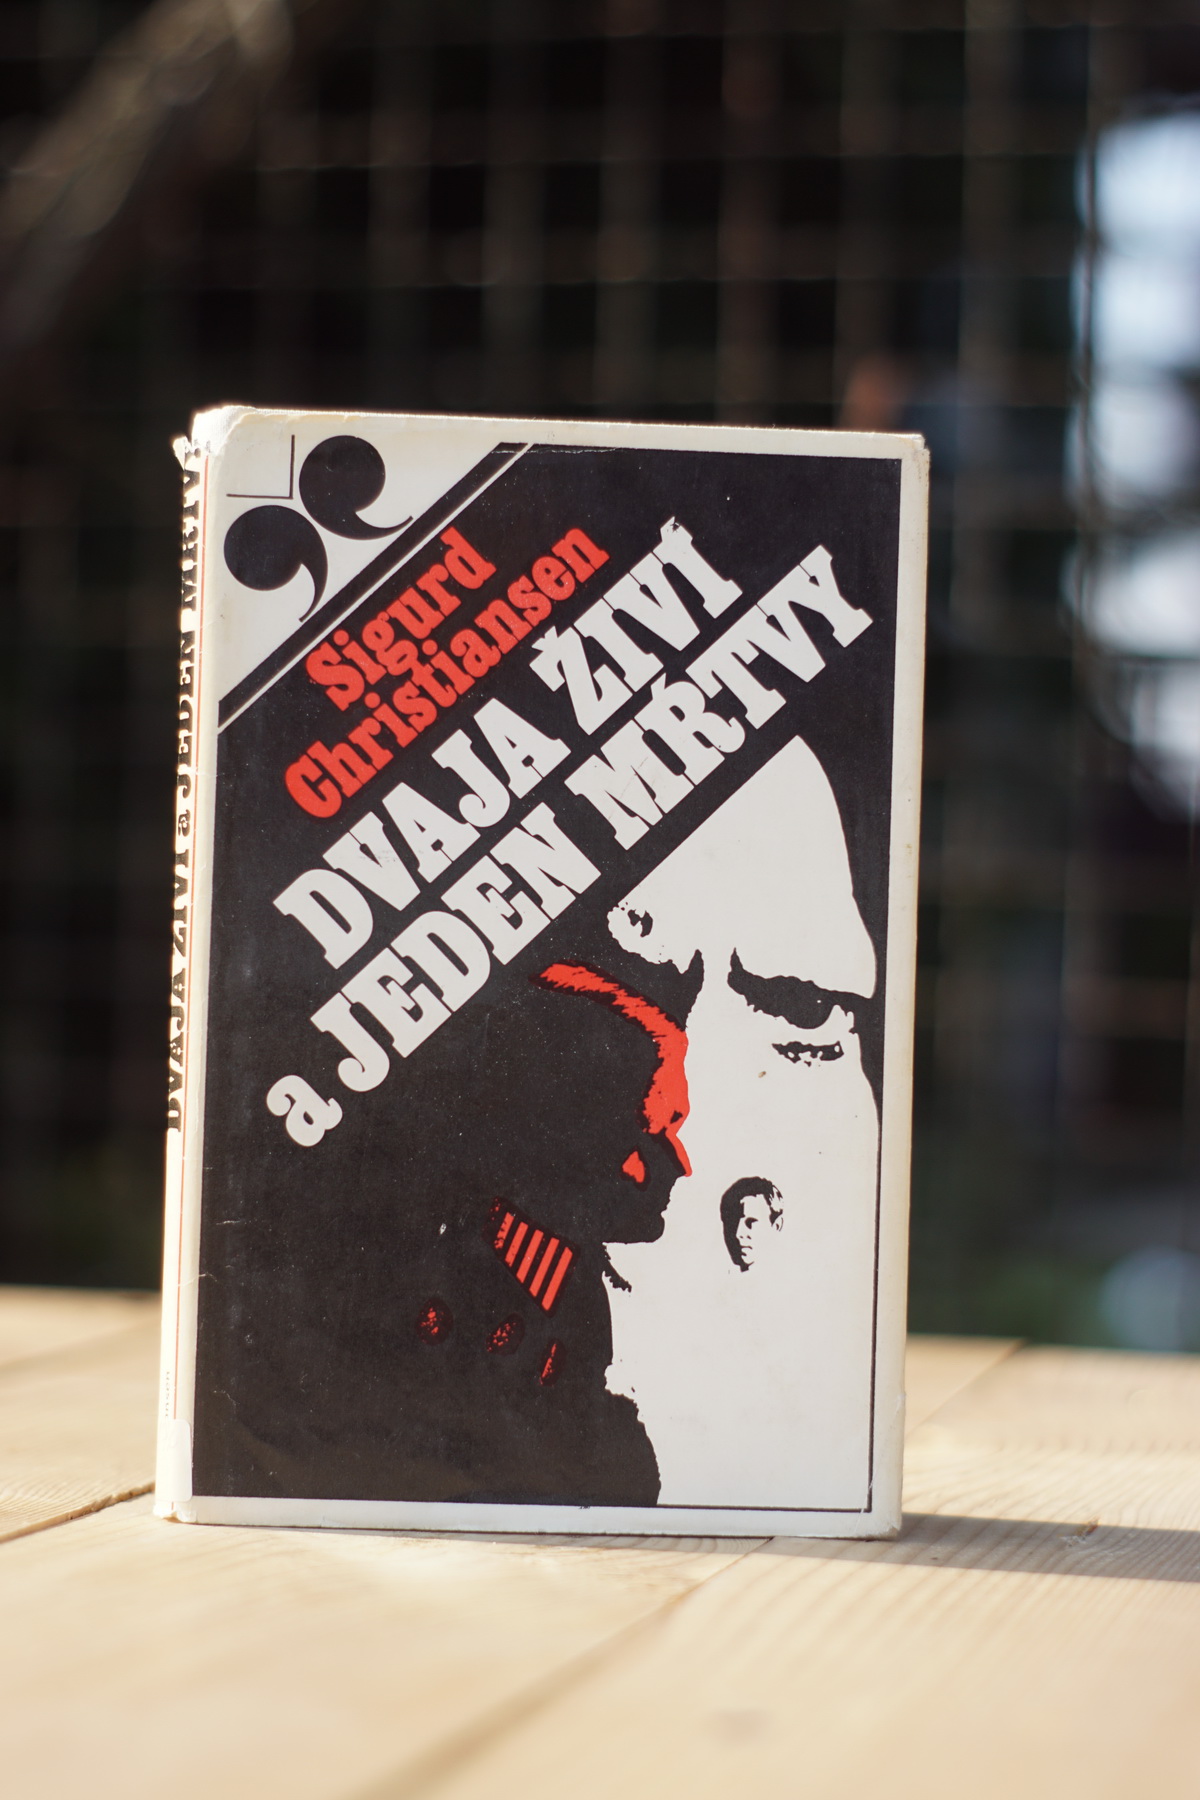 Sigurd
Christiansen
DVAJA ŽIVÍ
a JEDEN MŔTVY
DVAJA ŽIVÍ a JEDEN MŔTVY